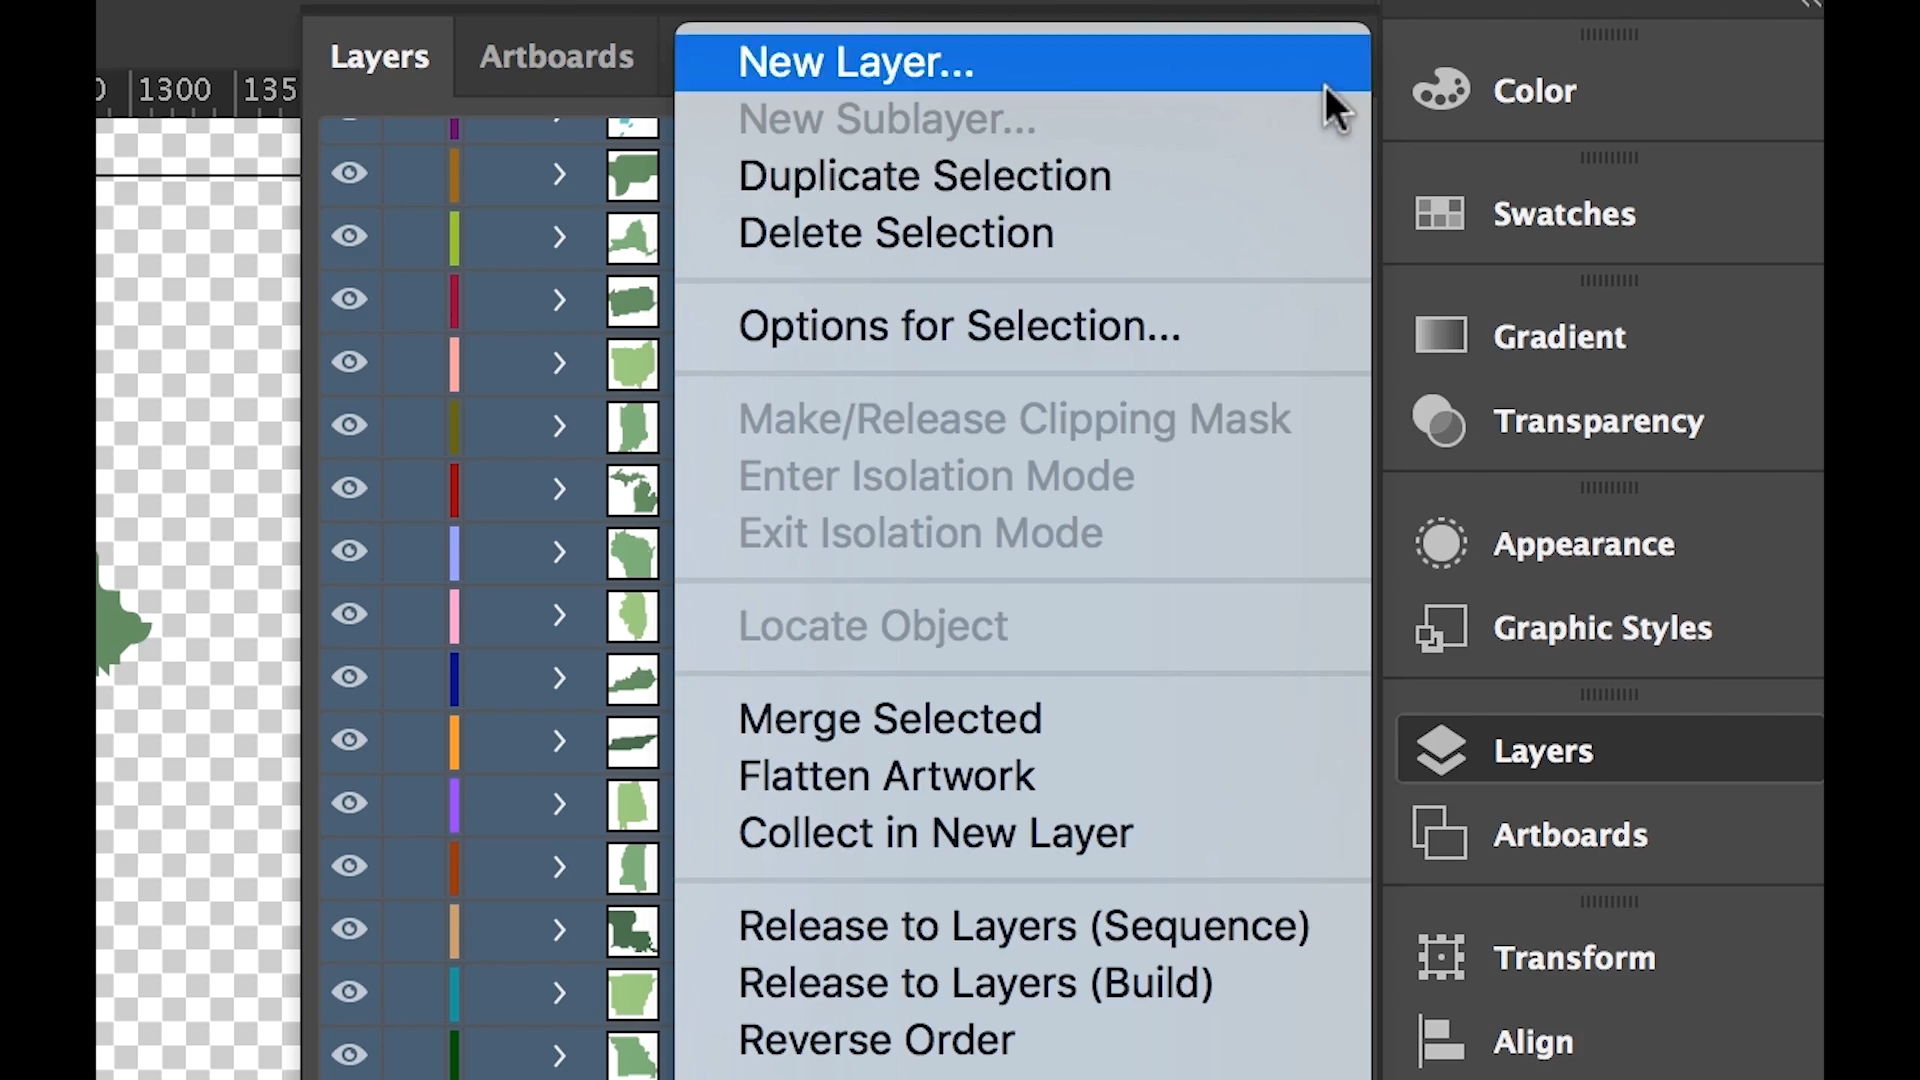 Layers
Artboards
1300
135
New Layer...
New Sublayer...
Duplicate Selection
Delete Selection
Options for Selection...
Make/Release Clipping Mask
Enter Isolation Mode
Exit Isolation Mode
Locate Object
Merge Selected
Flatten Artwork
Collect in New Layer
Release to Layers (Sequence)
Release to Layers (Build)
Reverse Order
Color
Swatches
Gradient
Transparency
Appearance
Graphic Styles
Layers
Artboards
Transform
Align